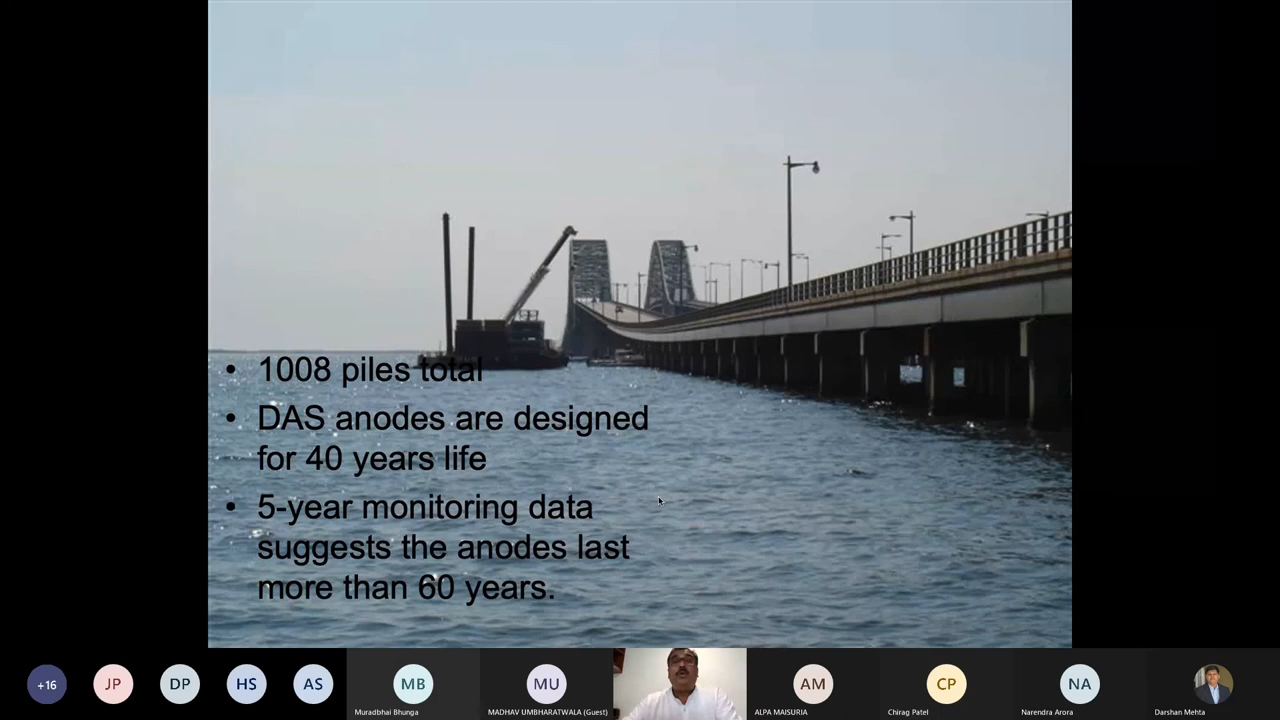 • 1008 piles total
• DAS anodes are designed
for 40 years life
• 5-year monitoring data
suggests the anodes last
more than 60 years.
+16
JP
DP
HS
AS
MB
MU
AM
CP
NA
Muradbhai Bhunga
MADHAV UMBHARATWALA (Guest)
ALPA MAISURIA
Chirag Patel
Narendra Arora
Darshan Mehta